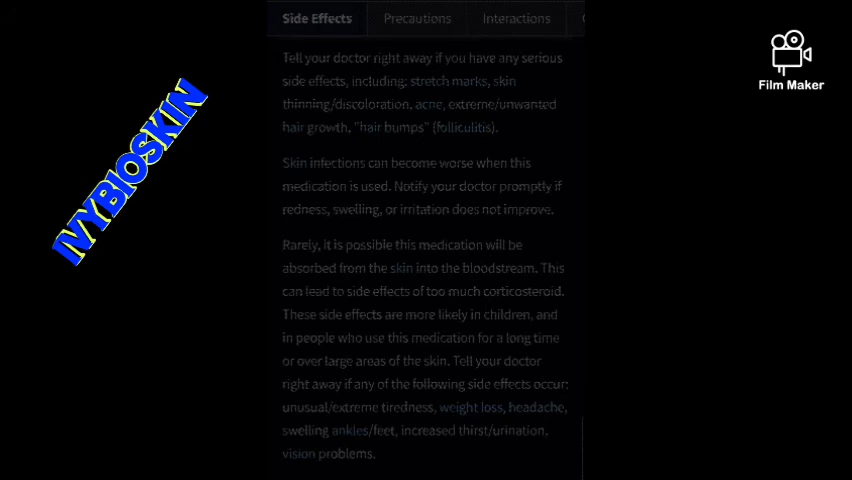 Side Effects Precautions Interactions
Film Maker
IVYBIOSKIN
Tell your doctor right away if you have any serious
side effects, including: stretch marks, skin
thinning/discoloration, acne, extreme/unwanted
hair growth, "hair bumps" (folliculitis).
Skin infections can become worse when this
medication is used. Notify your doctor promptly if
redness, swelling, or irritation does not improve.
Rarely, it is possible this medication will be
absorbed from the skin into the bloodstream. This
can lead to side effects of too much corticosteroid.
These side effects are more likely in children, and
in people who use this medication for a long time
or over large areas of the skin. Tell your doctor
right away if any of the following side effects occur:
unusual/extreme tiredness, weight loss, headache,
swelling ankles/feet, increased thirst/urination,
vision problems.